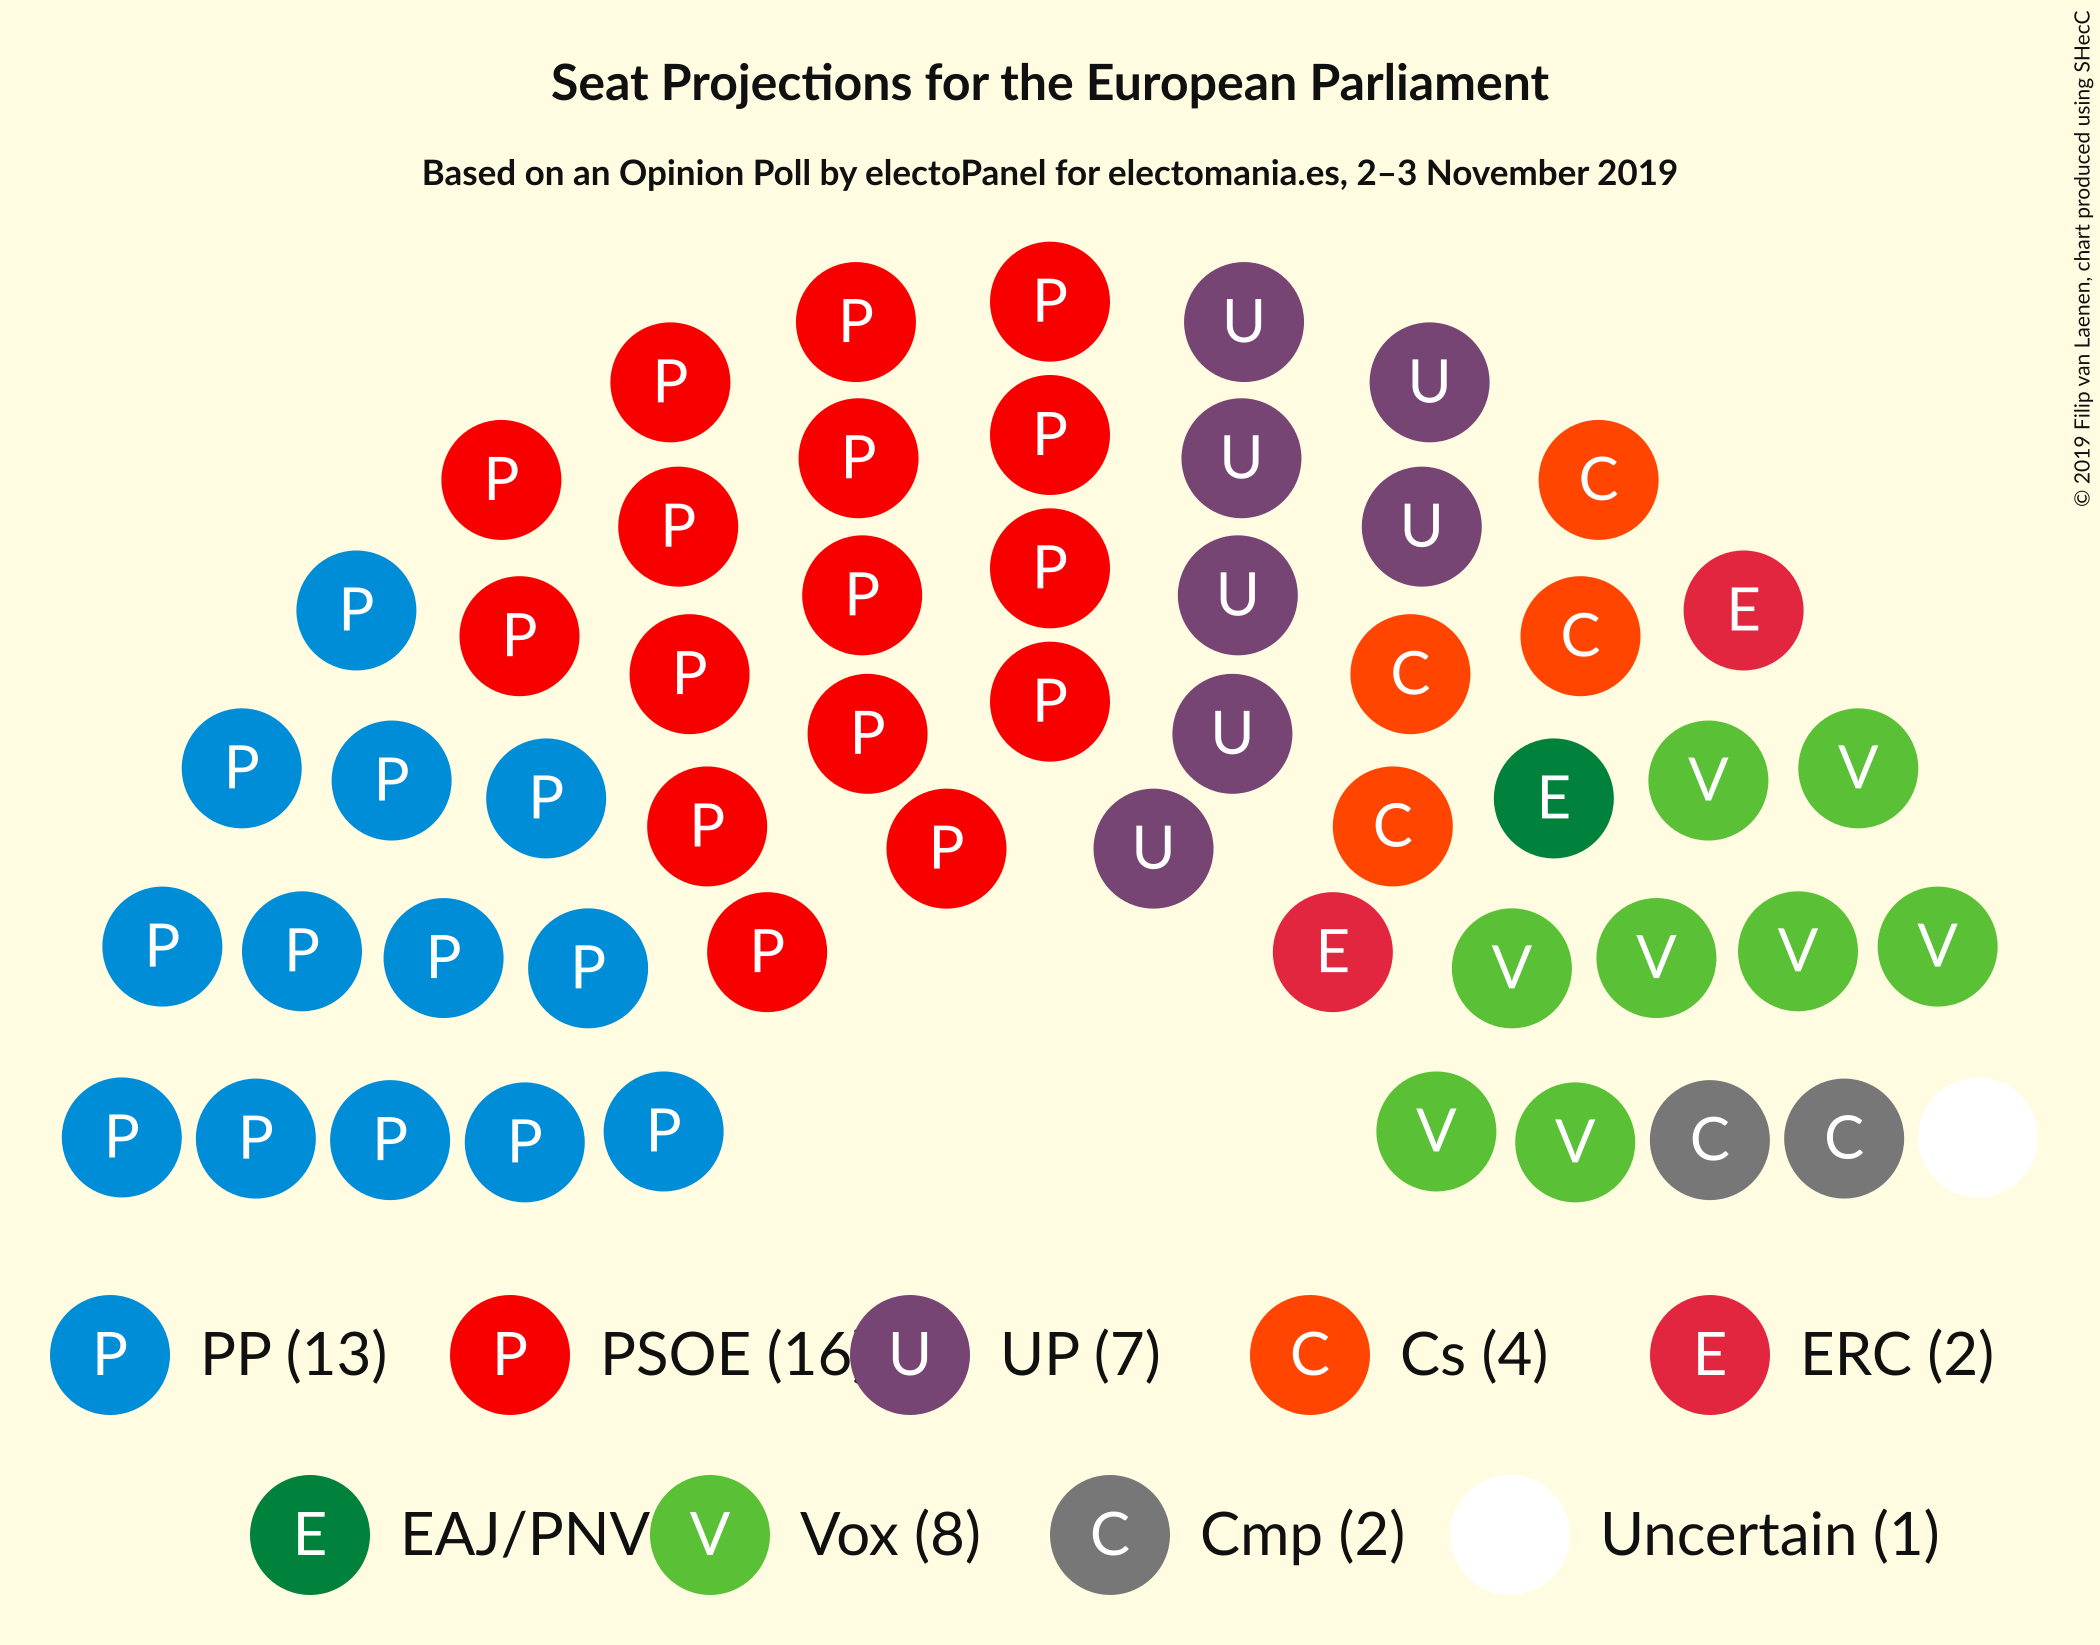 Seat Projections for the European Parliament
Based on an Opinion Poll by electoPanel for electomania.es, 2–3 November 2019
© 2019 Filip van Laenen, chart produced using SHecC
P P U
P U
P P U C
P P U
P P U C E
P P U
P P C C
P P U V V
P P P E
P P U
P C
P P P P P E V V V V
P P P P P V V C C
P PP (13) P PSOE (16) U UP (7) C Cs (4) E ERC (2)
E EAJ/PNV V Vox (8) C Cmp (2) Uncertain (1)